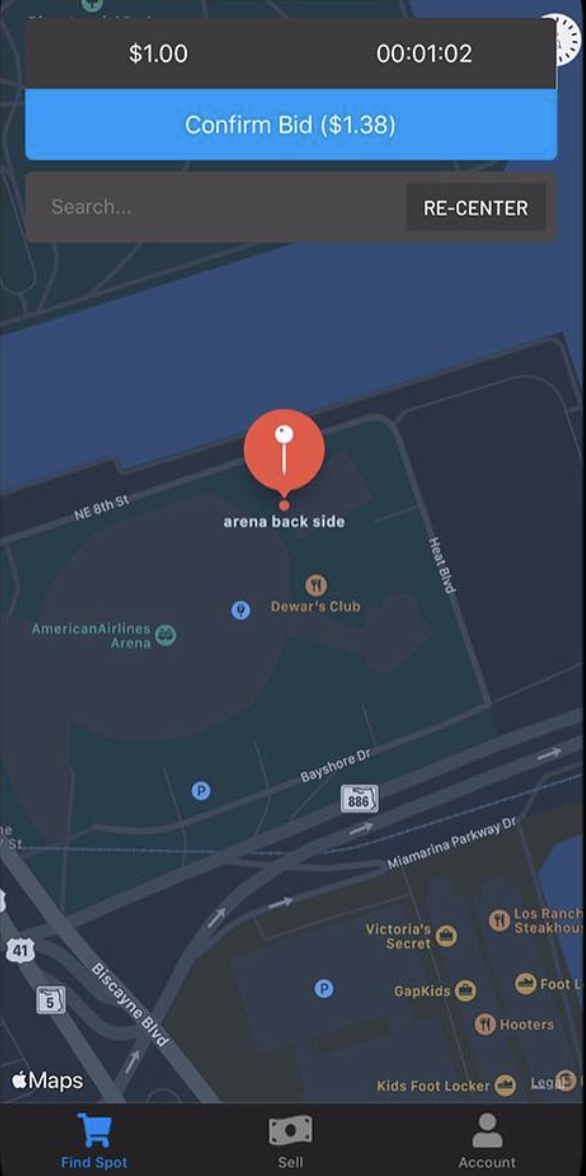 $1.00 00:01:02
Confirm Bid ($1.38)
Search...
RE-CENTER
NE 8th St
arena back side
Heat Blvd
Dewar's Club
AmericanAirlines
Arena
P
Bayshore Dr
886
Miamarina Parkway Dr
St
41
5
Biscayne Blvd
Victoria's
Secret
Los Ranch
Steakhou
GapKids
Foot L
P
Hooters
Kids Foot Locker
Legal
Maps
Find Spot
Sell
Account